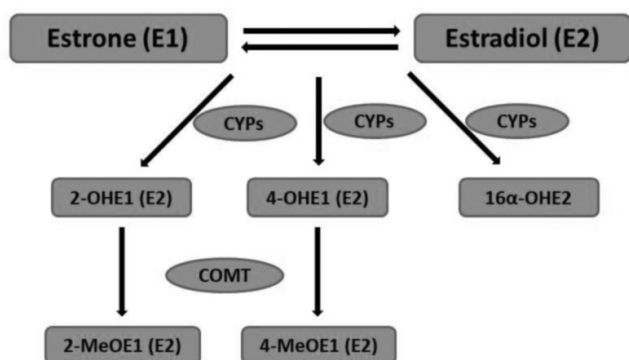 Estrone (E1)
Estradiol (E2)
CYPs
CYPs
CYPs
2-OHE1 (E2)
4-OHE1 (E2)
16α-OHE2
COMT
2-MeOE1 (E2)
4-MeOE1 (E2)